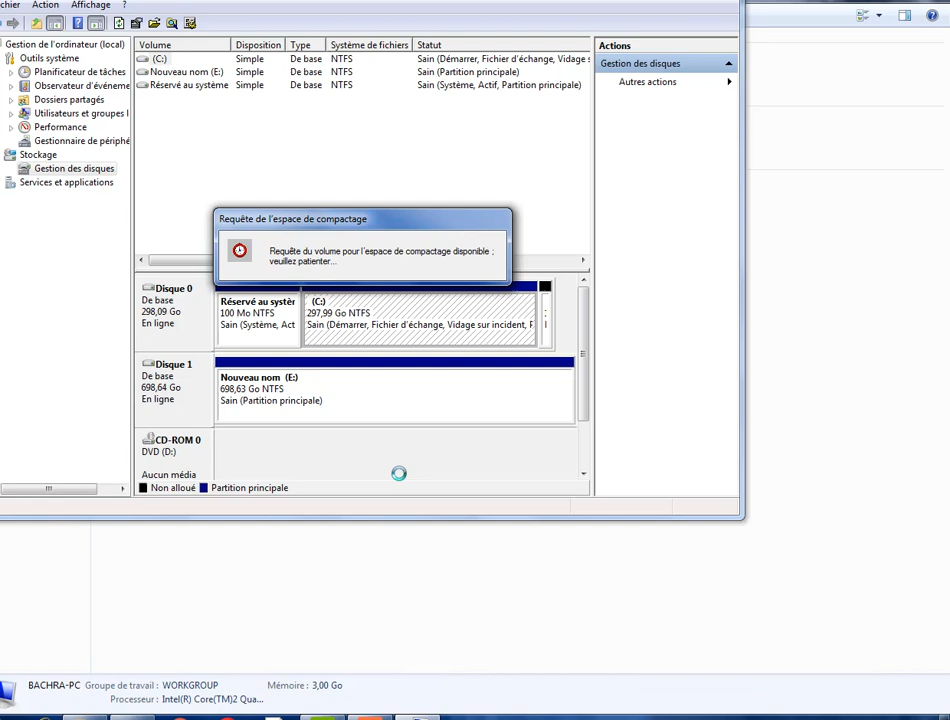 chier Action Affichage ?
Gestion de l'ordinateur (local)
Outils système
Planificateur de tâches
Observateur d'événeme
Dossiers partagés
Utilisateurs et groupes l
Performance
Gestionnaire de périphé
Stockage
Gestion des disques
Services et applications
Volume Disposition Type Système de fichiers Statut
(C:) Simple De base NTFS Sain (Démarrer, Fichier d'échange, Vidage s
Nouveau nom (E:) Simple De base NTFS Sain (Partition principale)
Réservé au système Simple De base NTFS Sain (Système, Actif, Partition principale)
Actions
Gestion des disques
Autres actions
Requête de l'espace de compactage
Requête du volume pour l'espace de compactage disponible ;
veuillez patienter...
Disque 0
De base
298,09 Go
En ligne
Réservé au systèr
100 Mo NTFS
Sain (Système, Act
(C:)
297,99 Go NTFS
Sain (Démarrer, Fichier d'échange, Vidage sur incident, F
Disque 1
De base
698,64 Go
En ligne
Nouveau nom (E:)
698,63 Go NTFS
Sain (Partition principale)
CD-ROM 0
DVD (D:)
Aucun média
Non alloué Partition principale
BACHRA-PC Groupe de travail : WORKGROUP Mémoire : 3,00 Go
Processeur : Intel(R) Core(TM)2 Qua...